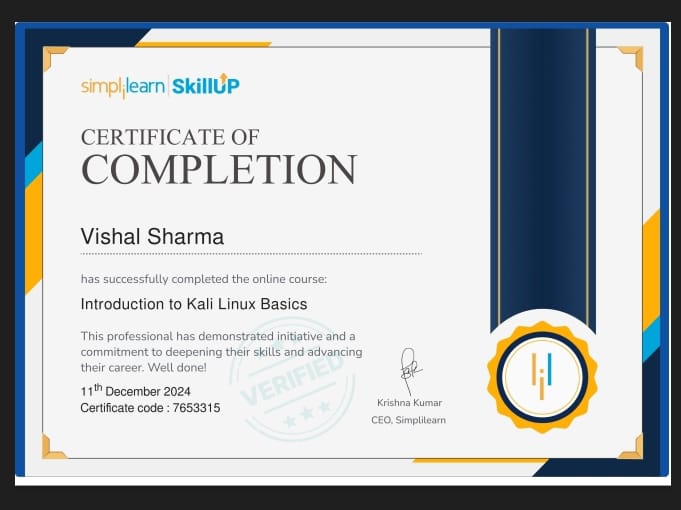 simplilearn | SkillUP
CERTIFICATE OF
COMPLETION
Vishal Sharma
has successfully completed the online course:
Introduction to Kali Linux Basics
This professional has demonstrated initiative and a
commitment to deepening their skills and advancing
their career. Well done!
11th December 2024
Certificate code : 7653315
VERIFIED
Krishna Kumar
CEO, Simplilearn